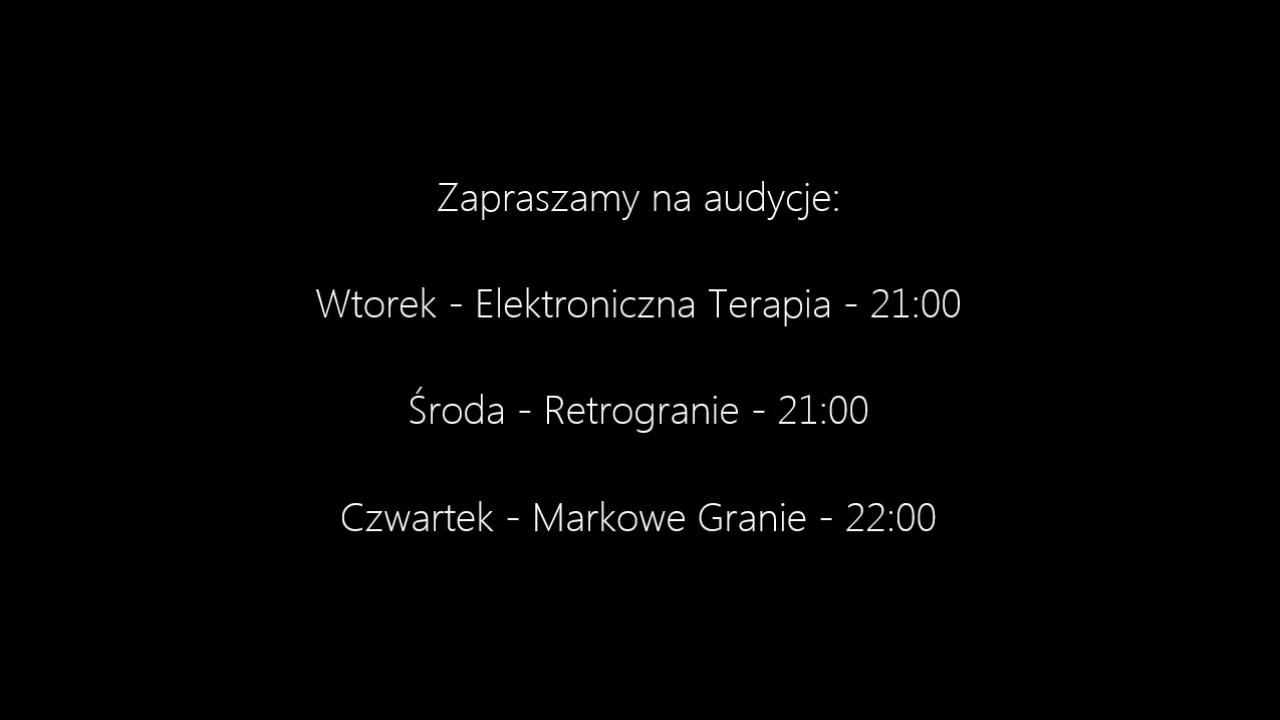 Zapraszamy na audycje:
Wtorek - Elektroniczna Terapia - 21:00
Środa - Retrogranie - 21:00
Czwartek - Markowe Granie - 22:00